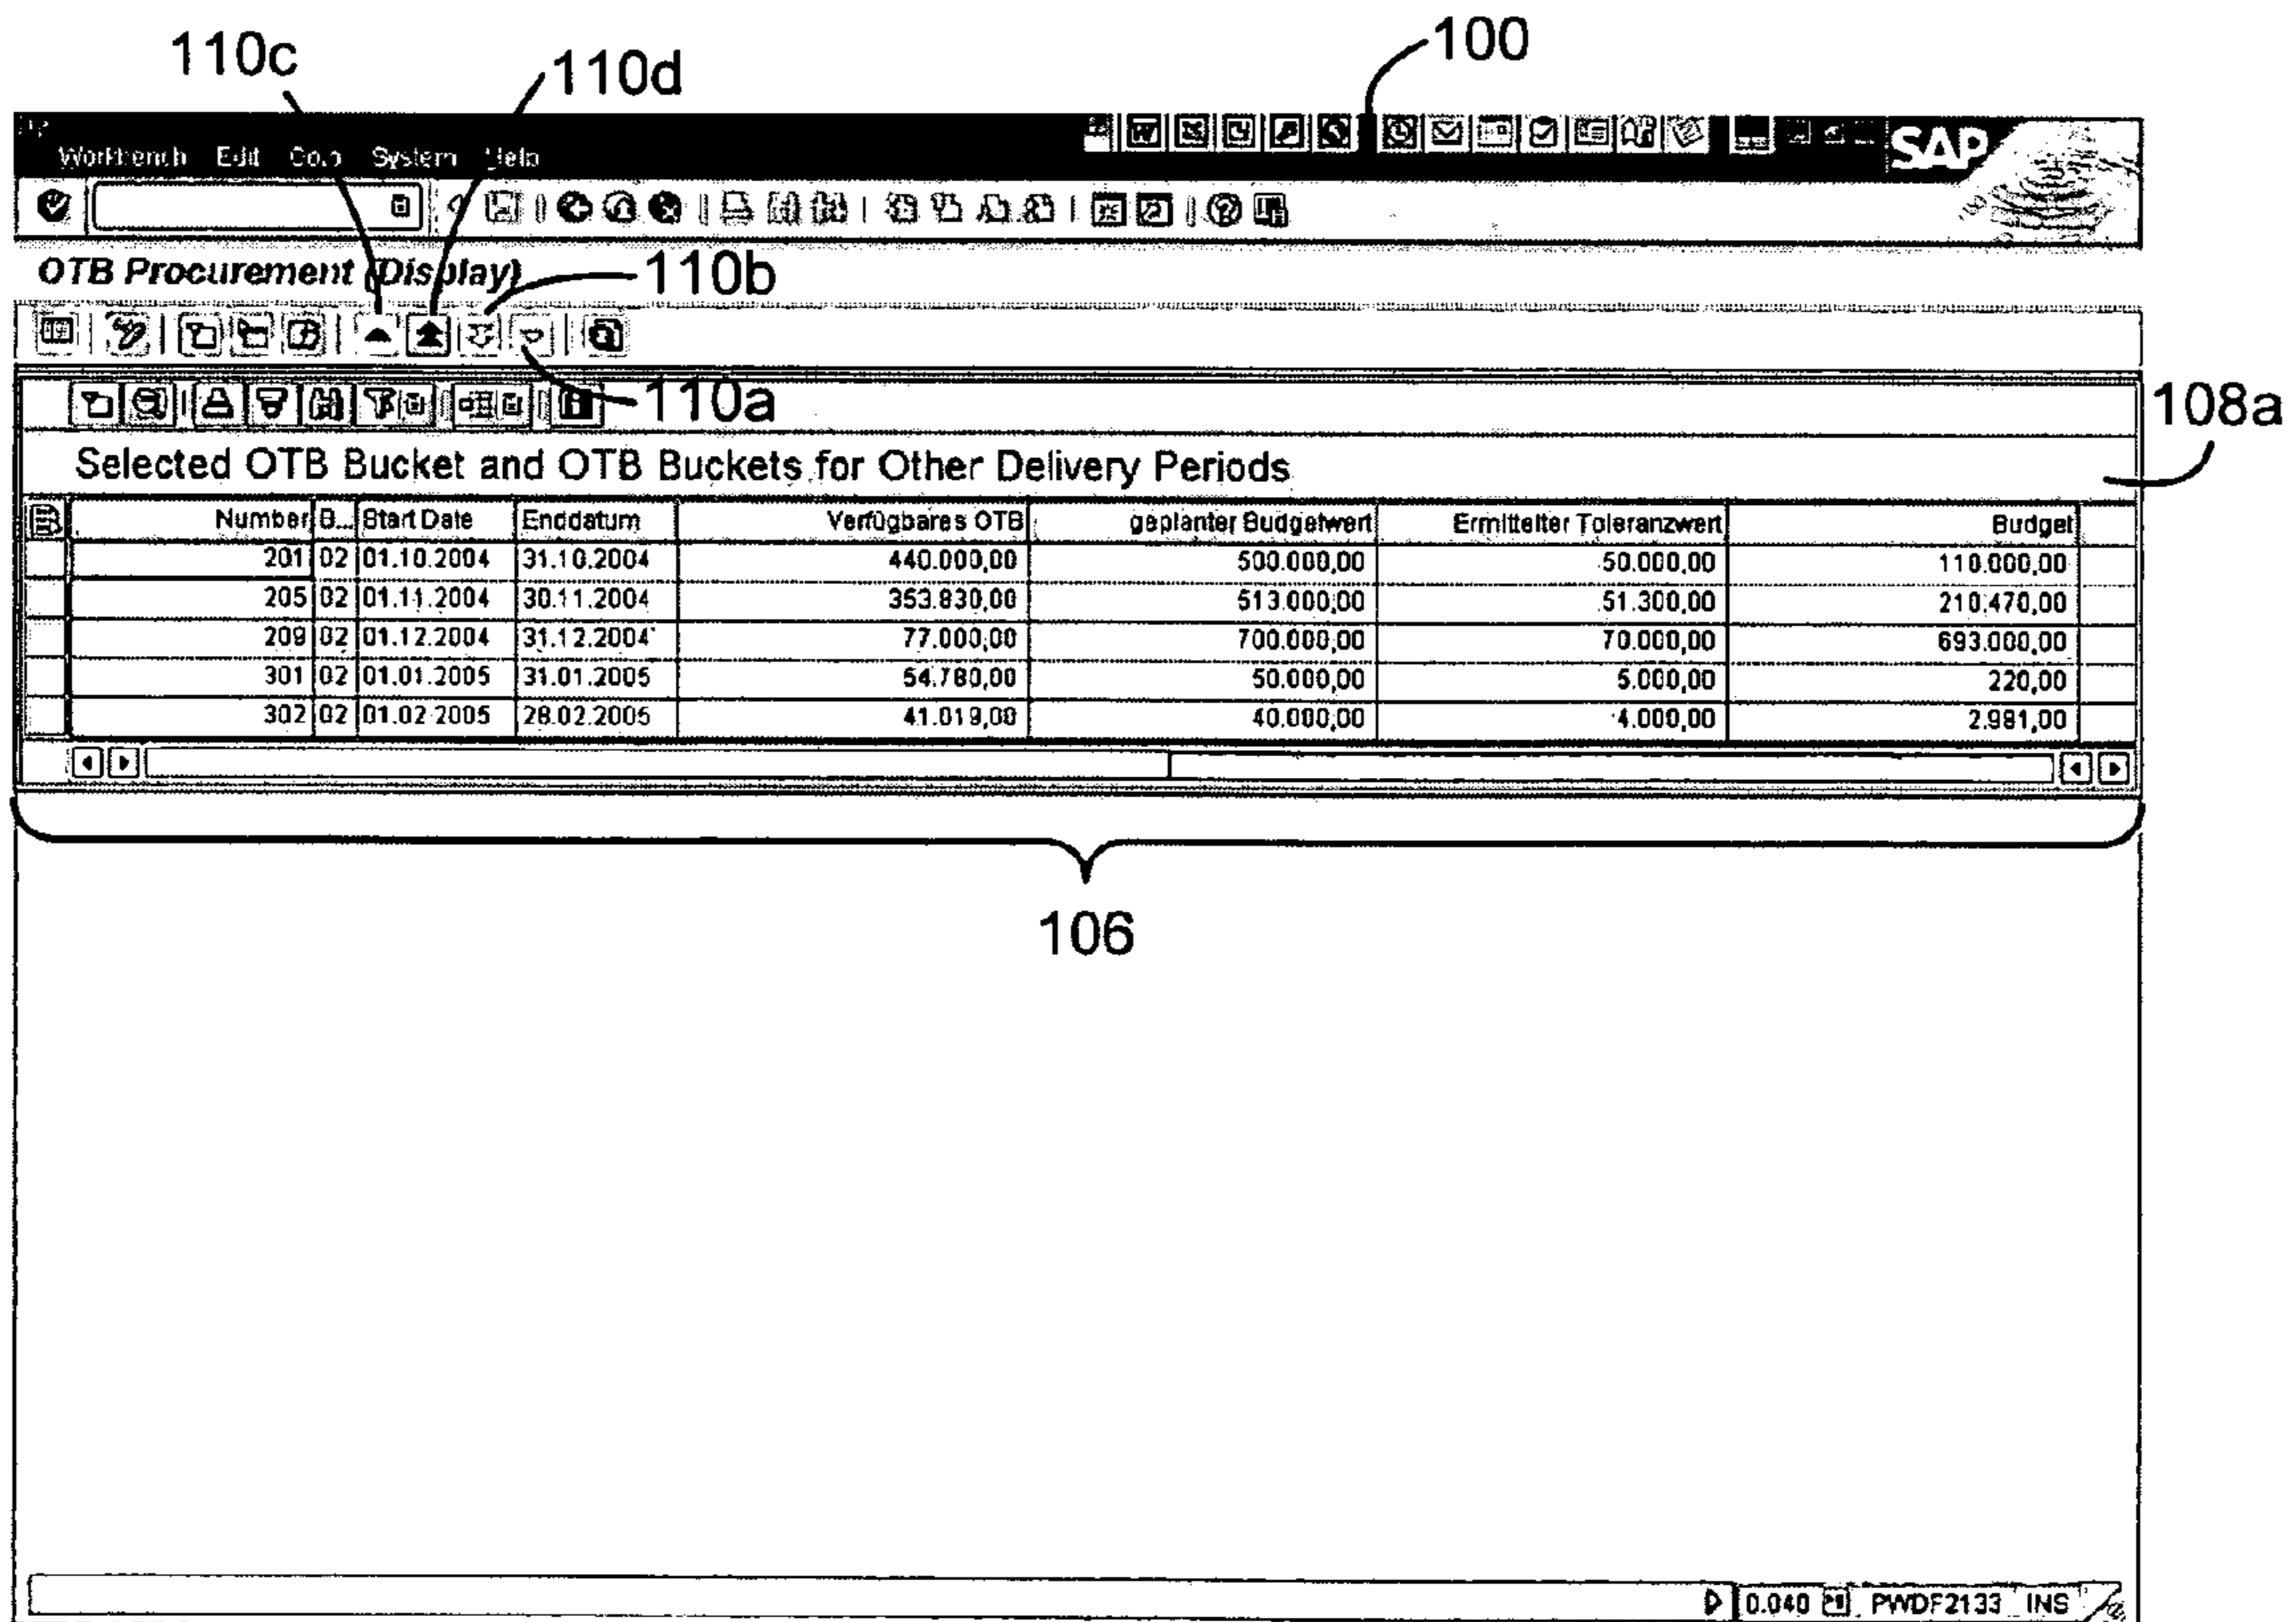 110c
110d
100
Workbench Edit Goto System Help
SAP
OTB Procurement (Display)
110b
110a
108a
Selected OTB Bucket and OTB Buckets for Other Delivery Periods
Number B... Start Date Enddatum Verfügbares OTB geplanter Budgetwert Ermittelter Toleranzwert Budget
201 02 01.10.2004 31.10.2004 440.000,00 500.000,00 50.000,00 110.000,00
205 02 01.11.2004 30.11.2004 353.830,00 513.000,00 51.300,00 210.470,00
209 02 01.12.2004 31.12.2004 77.000,00 700.000,00 70.000,00 693.000,00
301 02 01.01.2005 31.01.2005 54.780,00 50.000,00 5.000,00 220,00
302 02 01.02.2005 28.02.2005 41.019,00 40.000,00 4.000,00 2.981,00
106
0.040 PWDF2133 INS